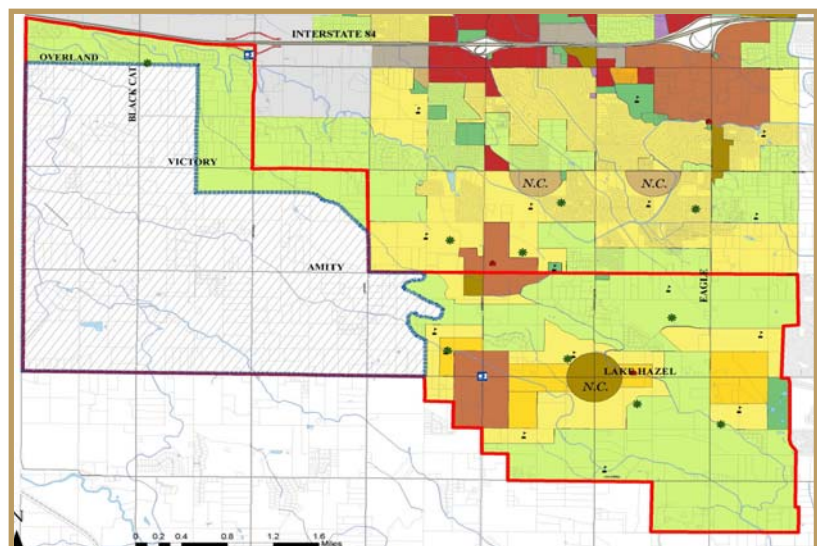 INTERSTATE 84
OVERLAND
BLACK CAT
VICTORY
N.C.
N.C.
AMITY
EAGLE
LAKE HAZEL
N.C.
0 0.2 0.4 0.8 1.2 1.6
Miles